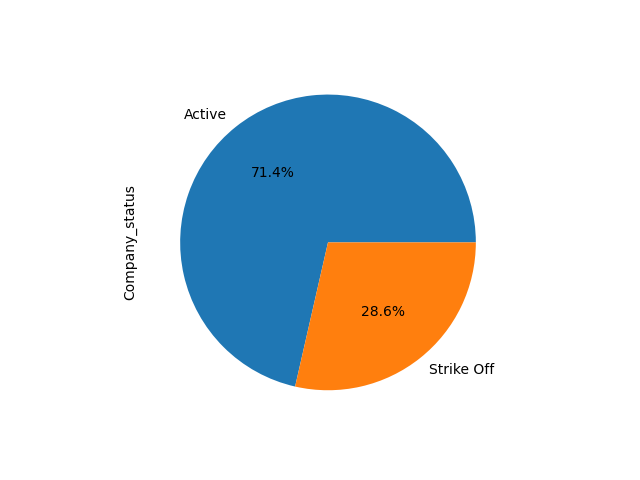 Active
71.4%
Company_status
28.6%
Strike Off